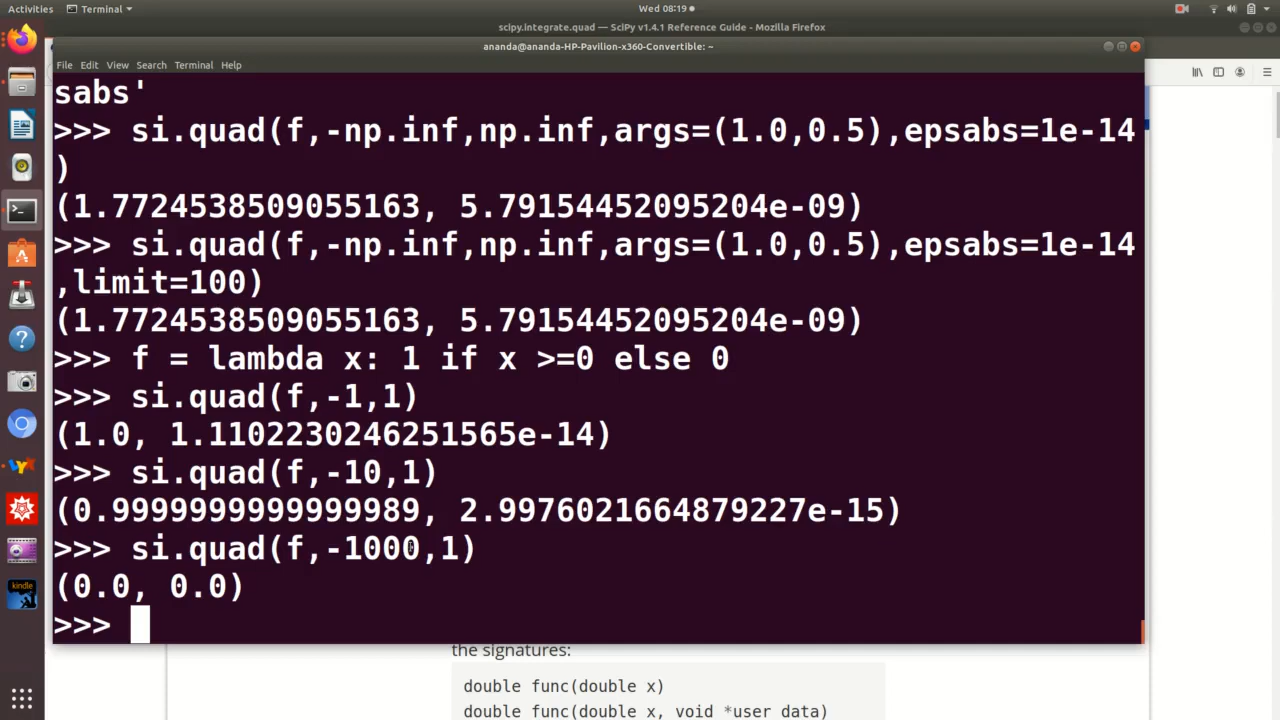 Activities Terminal Wed 08:19
scipy.integrate.quad — SciPy v1.4.1 Reference Guide - Mozilla Firefox
ananda@ananda-HP-Pavilion-x360-Convertible: ~
File Edit View Search Terminal Help
sabs'
>>> si.quad(f,-np.inf,np.inf,args=(1.0,0.5),epsabs=1e-14
)
(1.7724538509055163, 5.79154452095204e-09)
>>> si.quad(f,-np.inf,np.inf,args=(1.0,0.5),epsabs=1e-14
,limit=100)
(1.7724538509055163, 5.79154452095204e-09)
>>> f = lambda x: 1 if x >=0 else 0
>>> si.quad(f,-1,1)
(1.0, 1.1102230246251565e-14)
>>> si.quad(f,-10,1)
(0.9999999999999989, 2.9976021664879227e-15)
>>> si.quad(f,-1000,1)
(0.0, 0.0)
>>>
kindle
the signatures:
double func(double x)
double func(double x, void *user_data)